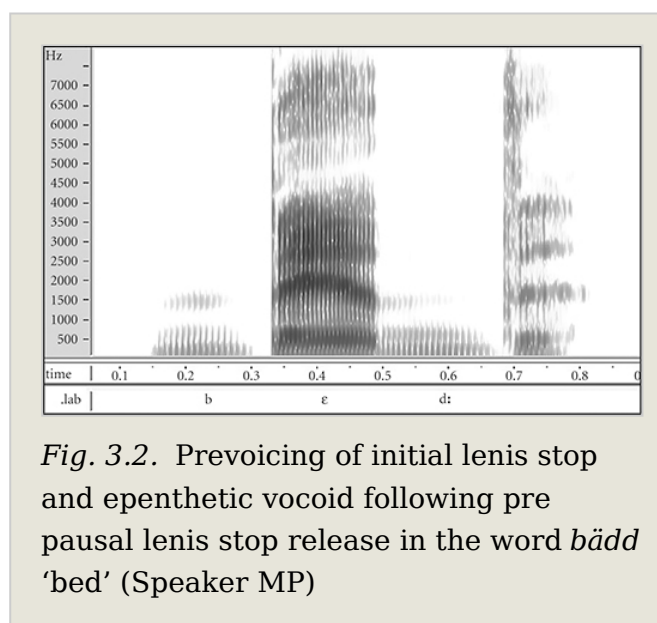 Hz
7000
6500
6000
5500
5000
4500
4000
3500
3000
2500
2000
1500
1000
500
time 0.1 0.2 0.3 0.4 0.5 0.6 0.7 0.8 0
.lab b ɛ d:
Fig. 3.2. Prevoicing of initial lenis stop
and epenthetic vocoid following pre
pausal lenis stop release in the word bädd
‘bed’ (Speaker MP)